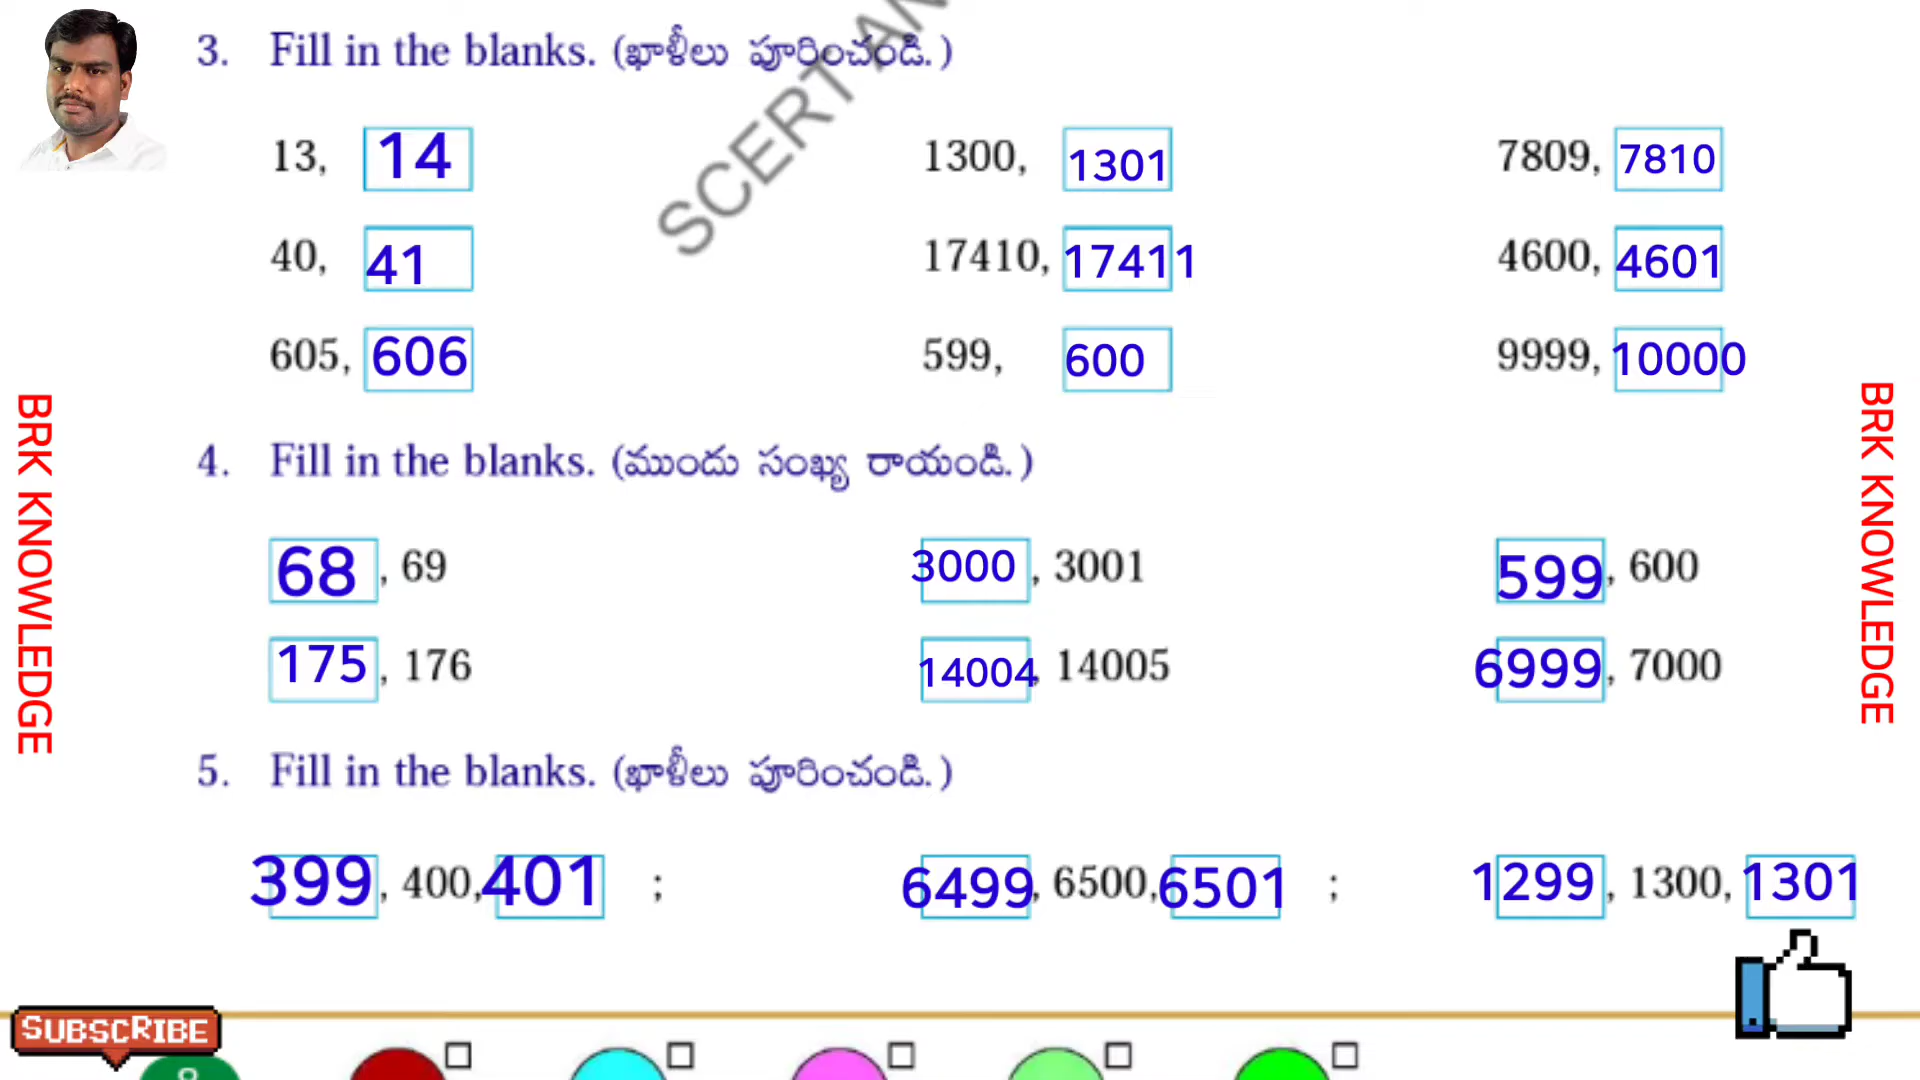 3. Fill in the blanks. (ఖాళీలు పూరించండి.)
SCERT AN
13, 14 1300, 1301 7809, 7810
40, 41 17410, 17411 4600, 4601
605, 606 599, 600 9999, 10000
4. Fill in the blanks. (ముందు సంఖ్య రాయండి.)
68 , 69 3000 , 3001 599 , 600
175 , 176 14004 , 14005 6999 , 7000
5. Fill in the blanks. (ఖాళీలు పూరించండి.)
399 , 400, 401 ; 6499 , 6500, 6501 ; 1299 , 1300, 1301
BRK KNOWLEDGE
BRK KNOWLEDGE
SUBSCRIBE